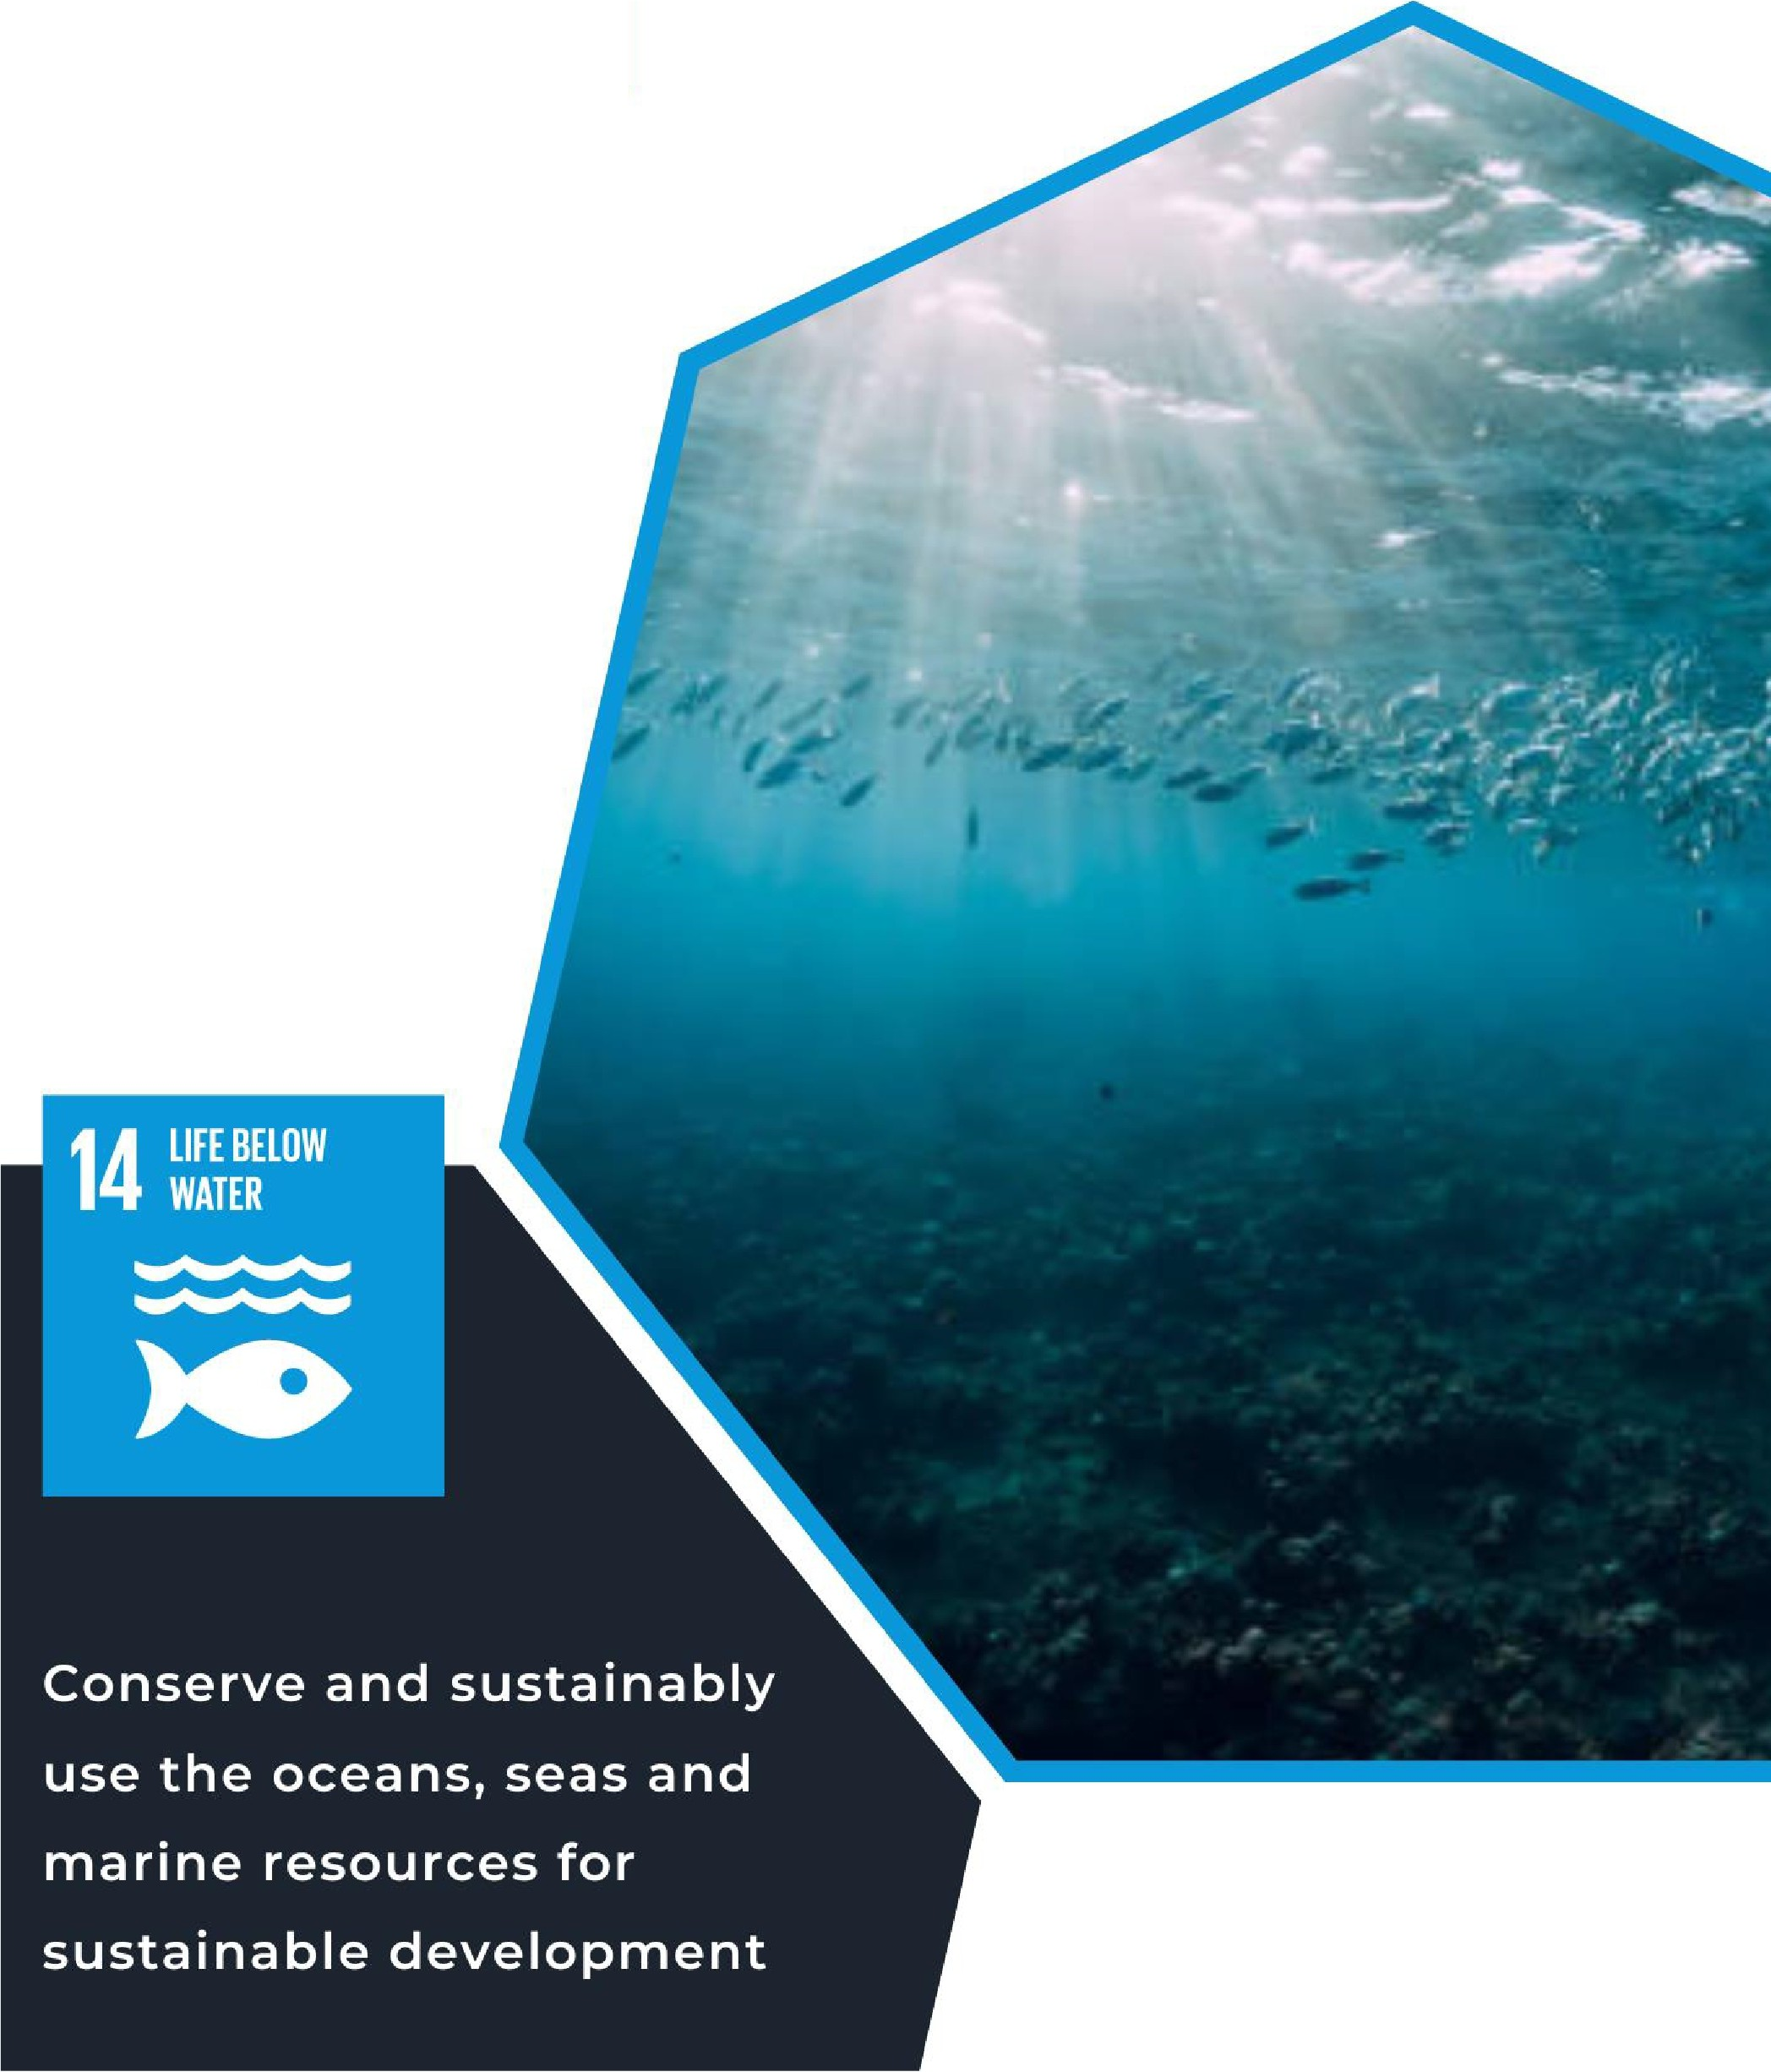 14 LIFE BELOW
WATER
Conserve and sustainably
use the oceans, seas and
marine resources for
sustainable development